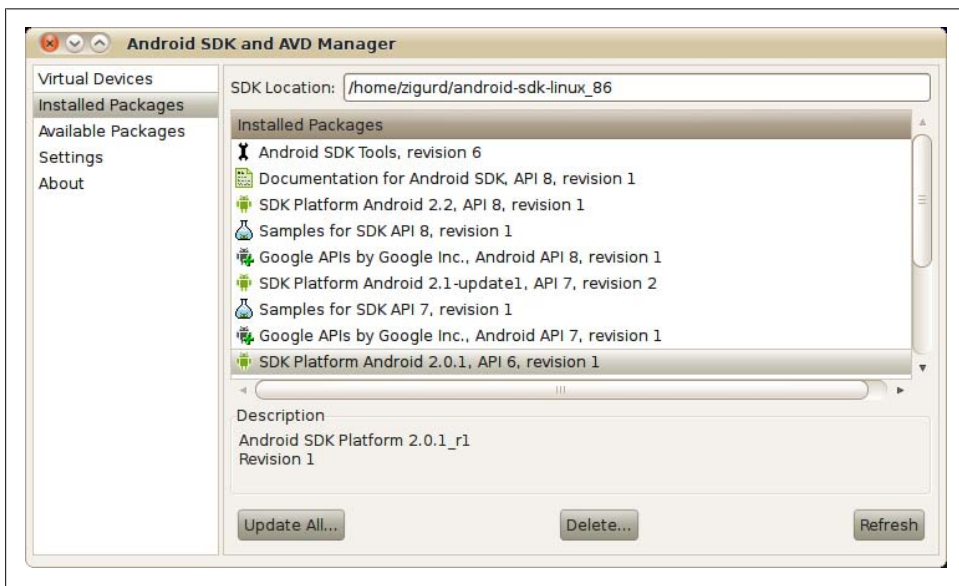 Android SDK and AVD Manager
Virtual Devices
Installed Packages
Available Packages
Settings
About
SDK Location: /home/zigurd/android-sdk-linux_86
Installed Packages
Android SDK Tools, revision 6
Documentation for Android SDK, API 8, revision 1
SDK Platform Android 2.2, API 8, revision 1
Samples for SDK API 8, revision 1
Google APIs by Google Inc., Android API 8, revision 1
SDK Platform Android 2.1-update1, API 7, revision 2
Samples for SDK API 7, revision 1
Google APIs by Google Inc., Android API 7, revision 1
SDK Platform Android 2.0.1, API 6, revision 1
Description
Android SDK Platform 2.0.1_r1
Revision 1
Update All...
Delete...
Refresh